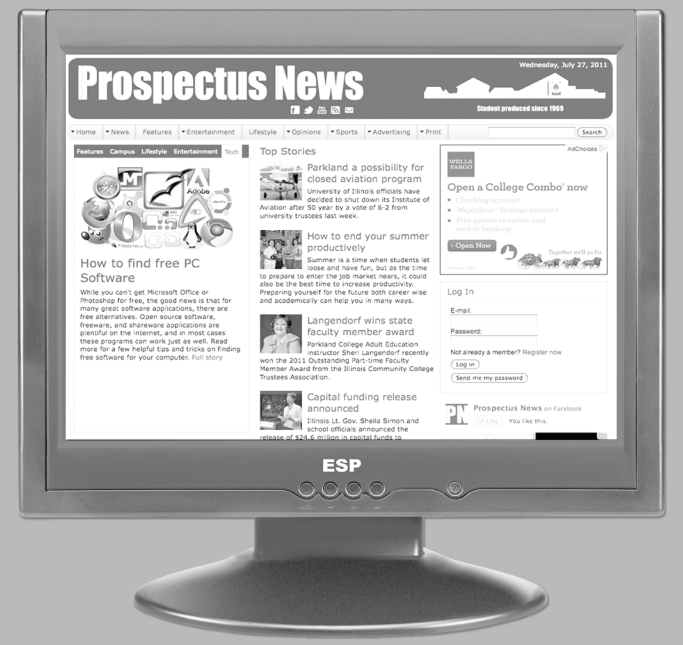 Wednesday, July 27, 2011
Prospectus News
Student produced since 1969
Home News Features Entertainment Lifestyle Opinions Sports Advertising Print Search
Features Campus Lifestyle Entertainment Tech
How to find free PC
Software
While you can't get Microsoft Office or
Photoshop for free, the good news is that for
many great software applications, there are
free alternatives. Open source software,
freeware, and shareware applications are
plentiful on the internet, and in most cases
these programs can work just as well. Read
more for a few helpful tips and tricks on finding
free software for your computer. Full story
Top Stories
Parkland a possibility for
closed aviation program
University of Illinois officials have
decided to shut down its Institute of
Aviation after 50 year by a vote of 6-2 from
university trustees last week.
How to end your summer
productively
Summer is a time when students let
loose and have fun, but as the time
to prepare to enter the job market nears, it could
also be the best time to increase productivity.
Preparing yourself for the future both career wise
and academically can help you in many ways.
Langendorf wins state
faculty member award
Parkland College Adult Education
instructor Sheri Langendorf recently
won the 2011 Outstanding Part-time Faculty
Member Award from the Illinois Community College
Trustees Association.
Capital funding release
announced
Illinois Lt. Gov. Sheila Simon and
school officials announced the
release of $24.6 million in capital funds to
AdChoices
WELLS
FARGO
Open a College Combo now
Checking account
Way2Save Savings account
Free access to online and
mobile banking
Open Now
Together we'll go far
Log In
E-mail:
Password:
Not already a member? Register now
Log in
Send me my password
PN
Prospectus News on Facebook
Like You like this.
ESP